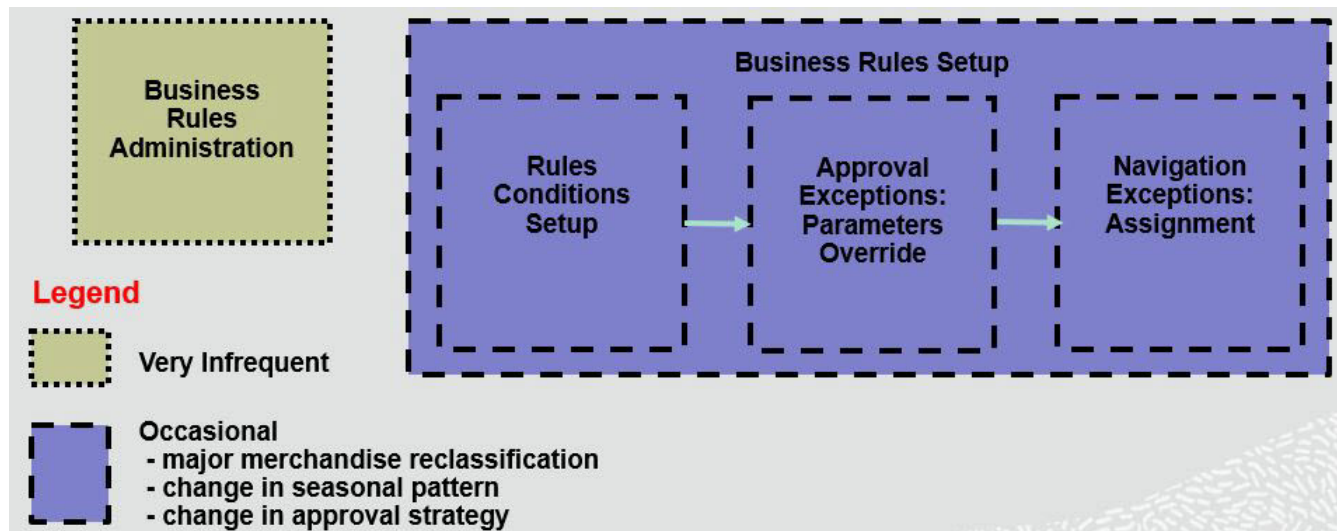 Business
Rules
Administration
Business Rules Setup
Rules
Conditions
Setup
Approval
Exceptions:
Parameters
Override
Navigation
Exceptions:
Assignment
Legend
Very Infrequent
Occasional
- major merchandise reclassification
- change in seasonal pattern
- change in approval strategy